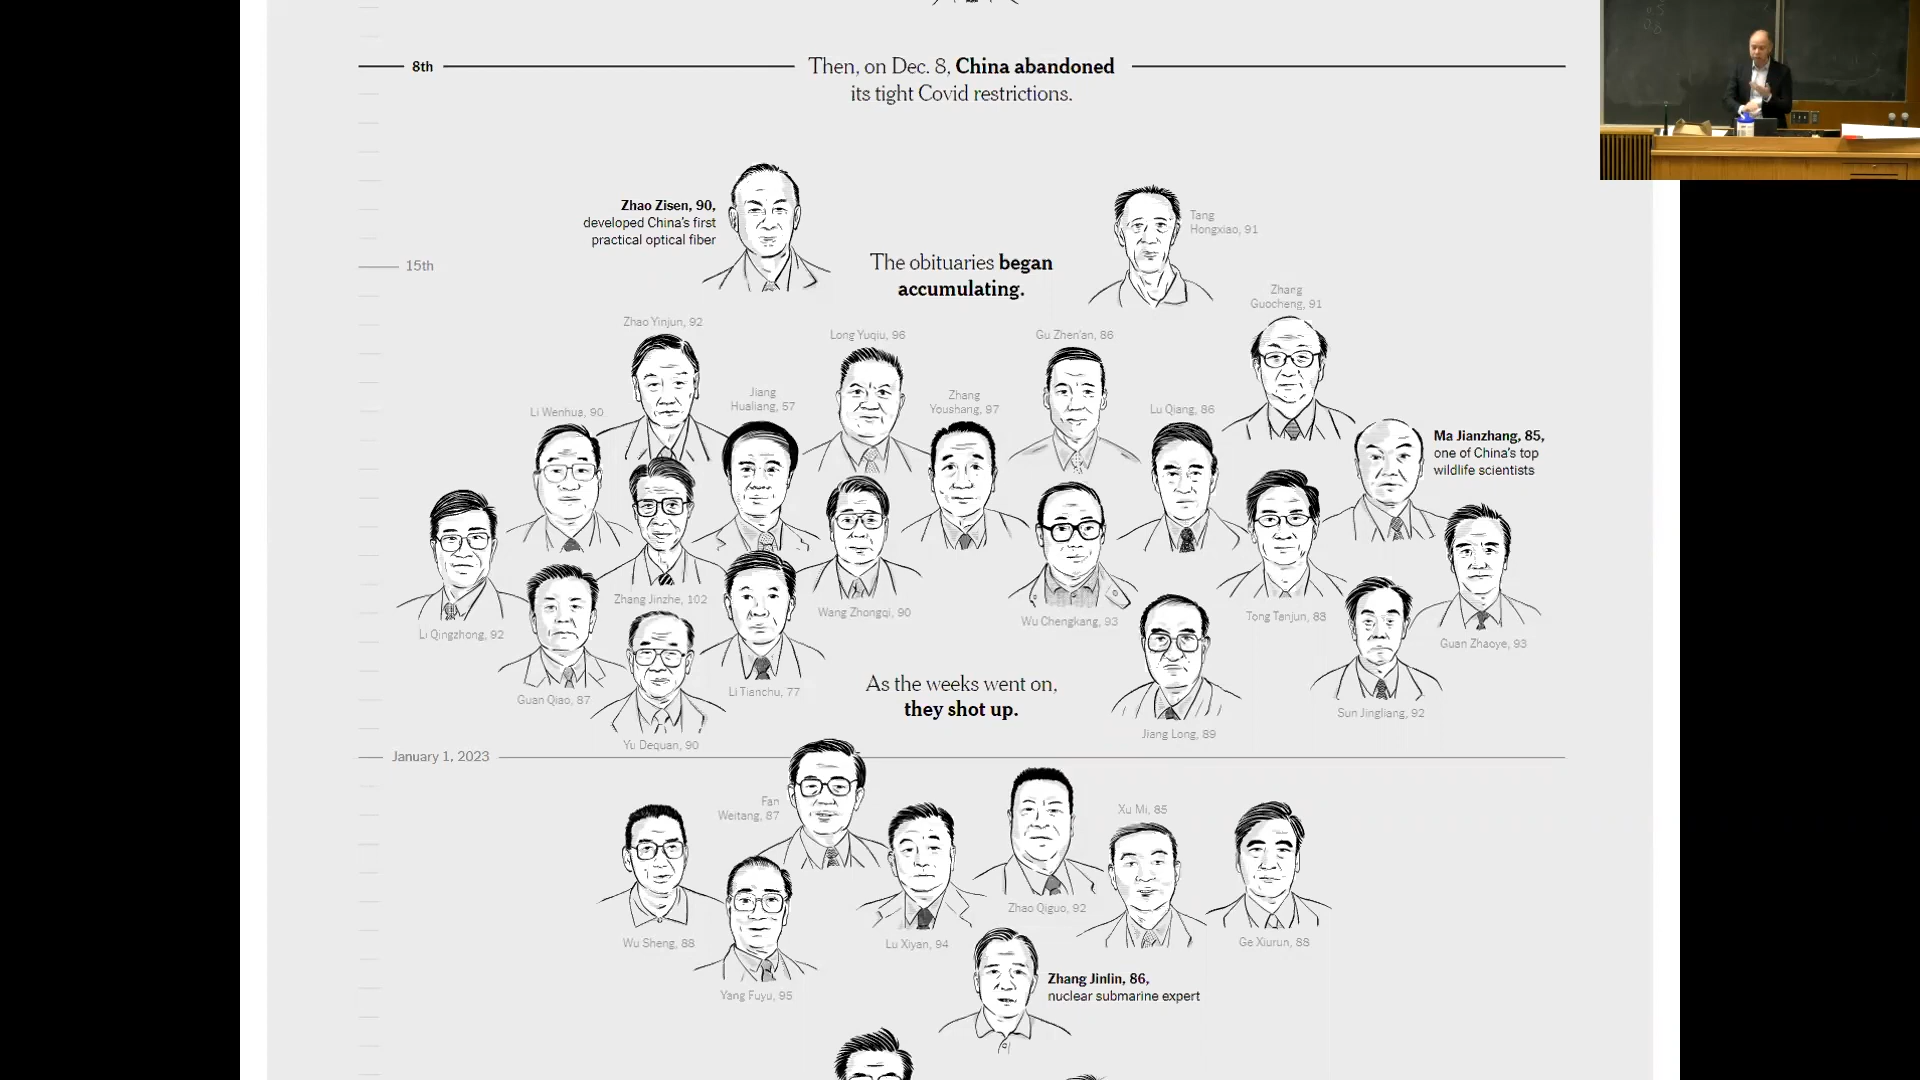 8th
Then, on Dec. 8, China abandoned
its tight Covid restrictions.
Zhao Zisen, 90,
developed China's first
practical optical fiber
Tang
Hongxiao, 91
15th
The obituaries began
accumulating.
Zhang
Guocheng, 91
Zhao Yinjun, 92
Long Yuqiu, 96
Gu Zhen'an, 86
Jiang
Hualiang, 57
Zhang
Youshang, 97
Li Wenhua, 90
Lu Qiang, 86
Ma Jianzhang, 85,
one of China's top
wildlife scientists
Zhang Jinzhe, 102
Wang Zhongqi, 90
Wu Chengkang, 93
Tong Tanjun, 88
Li Qingzhong, 92
Guan Zhaoye, 93
Guan Qiao, 87
Li Tianchu, 77
As the weeks went on,
they shot up.
Sun Jingliang, 92
Jiang Long, 89
Yu Dequan, 90
January 1, 2023
Fan
Weitang, 87
Xu Mi, 85
Zhao Qiguo, 92
Wu Sheng, 88
Lu Xiyan, 94
Ge Xiurun, 88
Zhang Jinlin, 86,
nuclear submarine expert
Yang Fuyu, 95